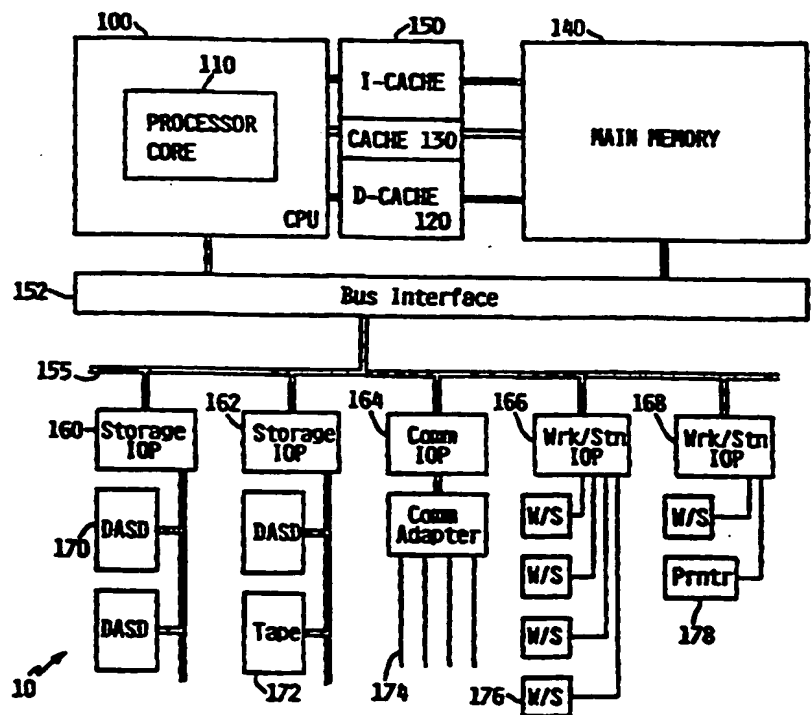 100
150
140
110
I-CACHE
PROCESSOR
CORE
CACHE 130
MAIN MEMORY
D-CACHE
120
CPU
152
Bus Interface
155
160
Storage
IOP
162
Storage
IOP
164
Comm
IOP
166
Wrk/Stn
IOP
168
Wrk/Stn
IOP
170
DASD
DASD
Comm
Adapter
W/S
W/S
W/S
Prntr
178
DASD
Tape
W/S
10
172
174
176
W/S